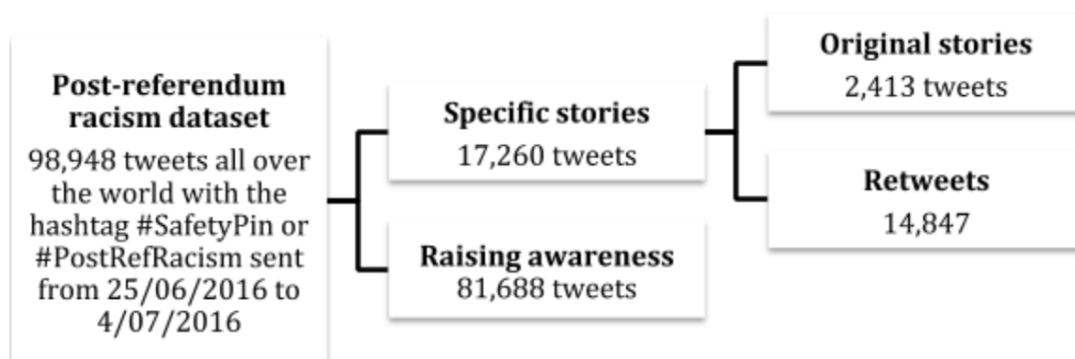 Post-referendum
racism dataset
98,948 tweets all over
the world with the
hashtag #SafetyPin or
#PostRefRacism sent
from 25/06/2016 to
4/07/2016
Specific stories
17,260 tweets
Raising awareness
81,688 tweets
Original stories
2,413 tweets
Retweets
14,847